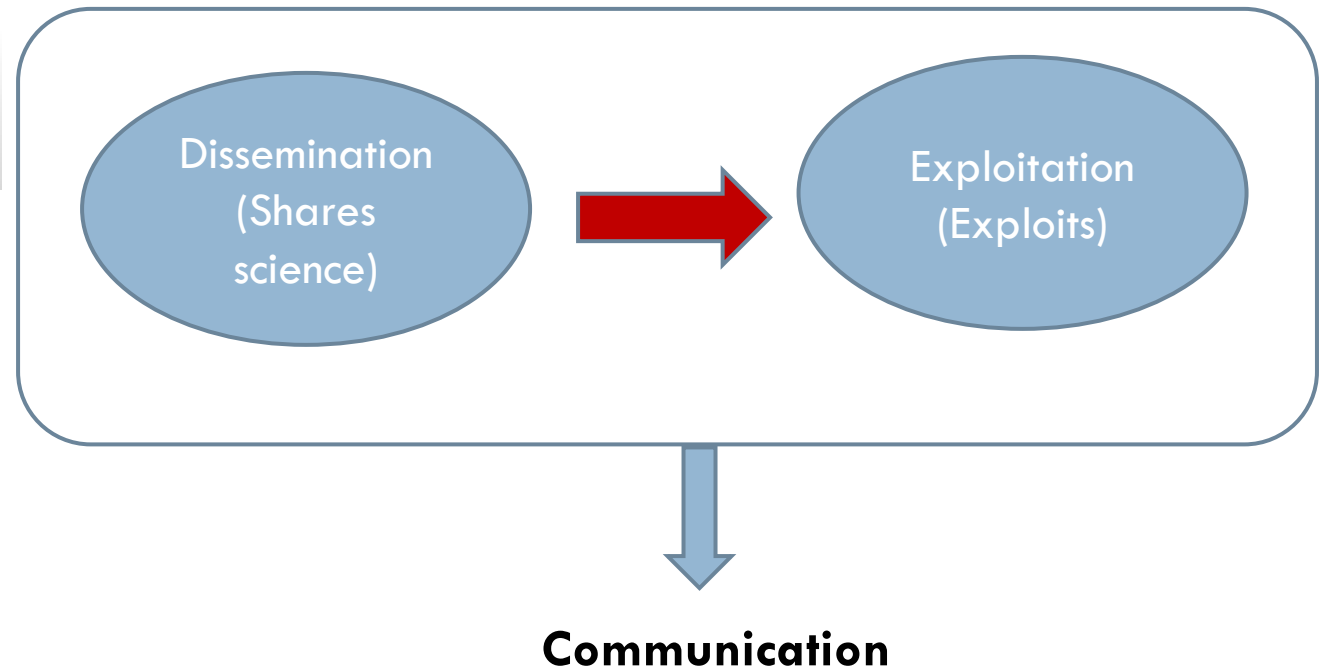 Dissemination
(Shares
science)
Exploitation
(Exploits)
Communication